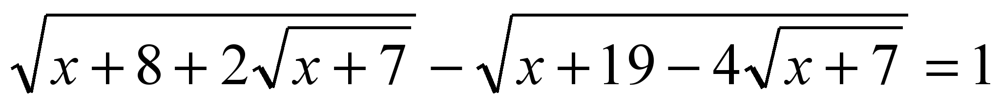 √(x + 8 + 2√(x + 7)) − √(x + 19 − 4√(x + 7)) = 1